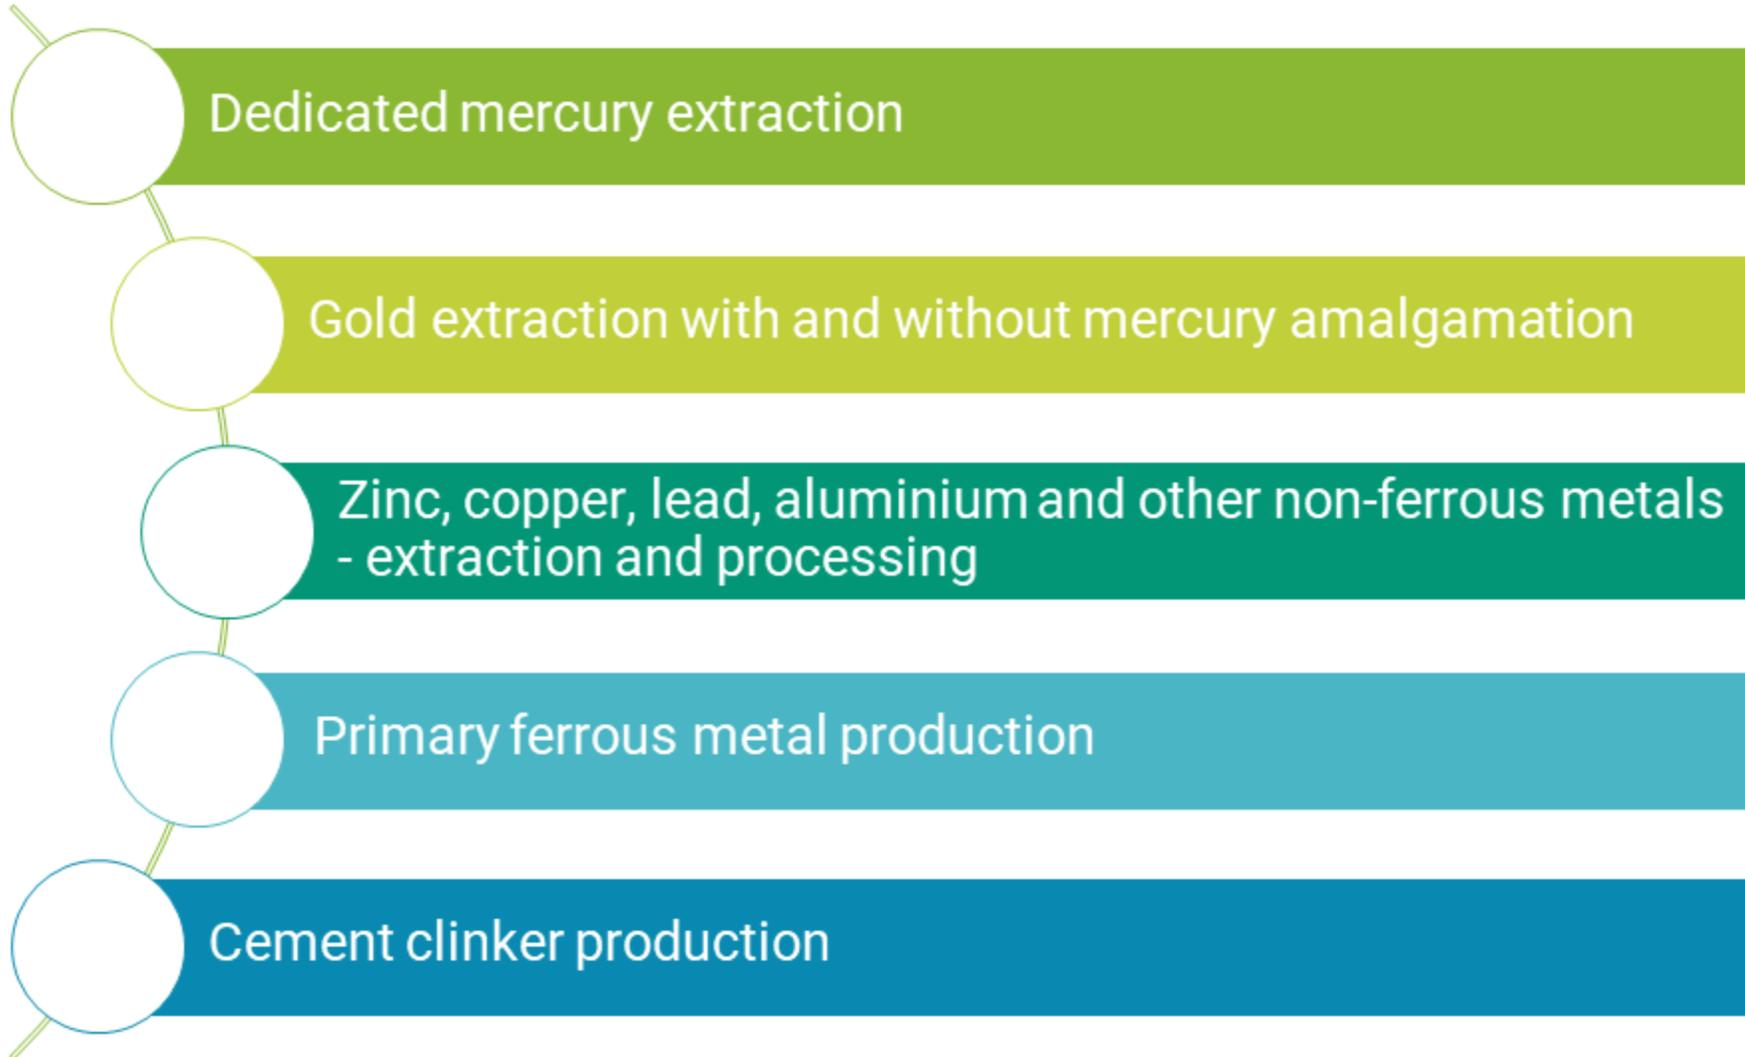 Dedicated mercury extraction
Gold extraction with and without mercury amalgamation
Zinc, copper, lead, aluminium and other non-ferrous metals
- extraction and processing
Primary ferrous metal production
Cement clinker production